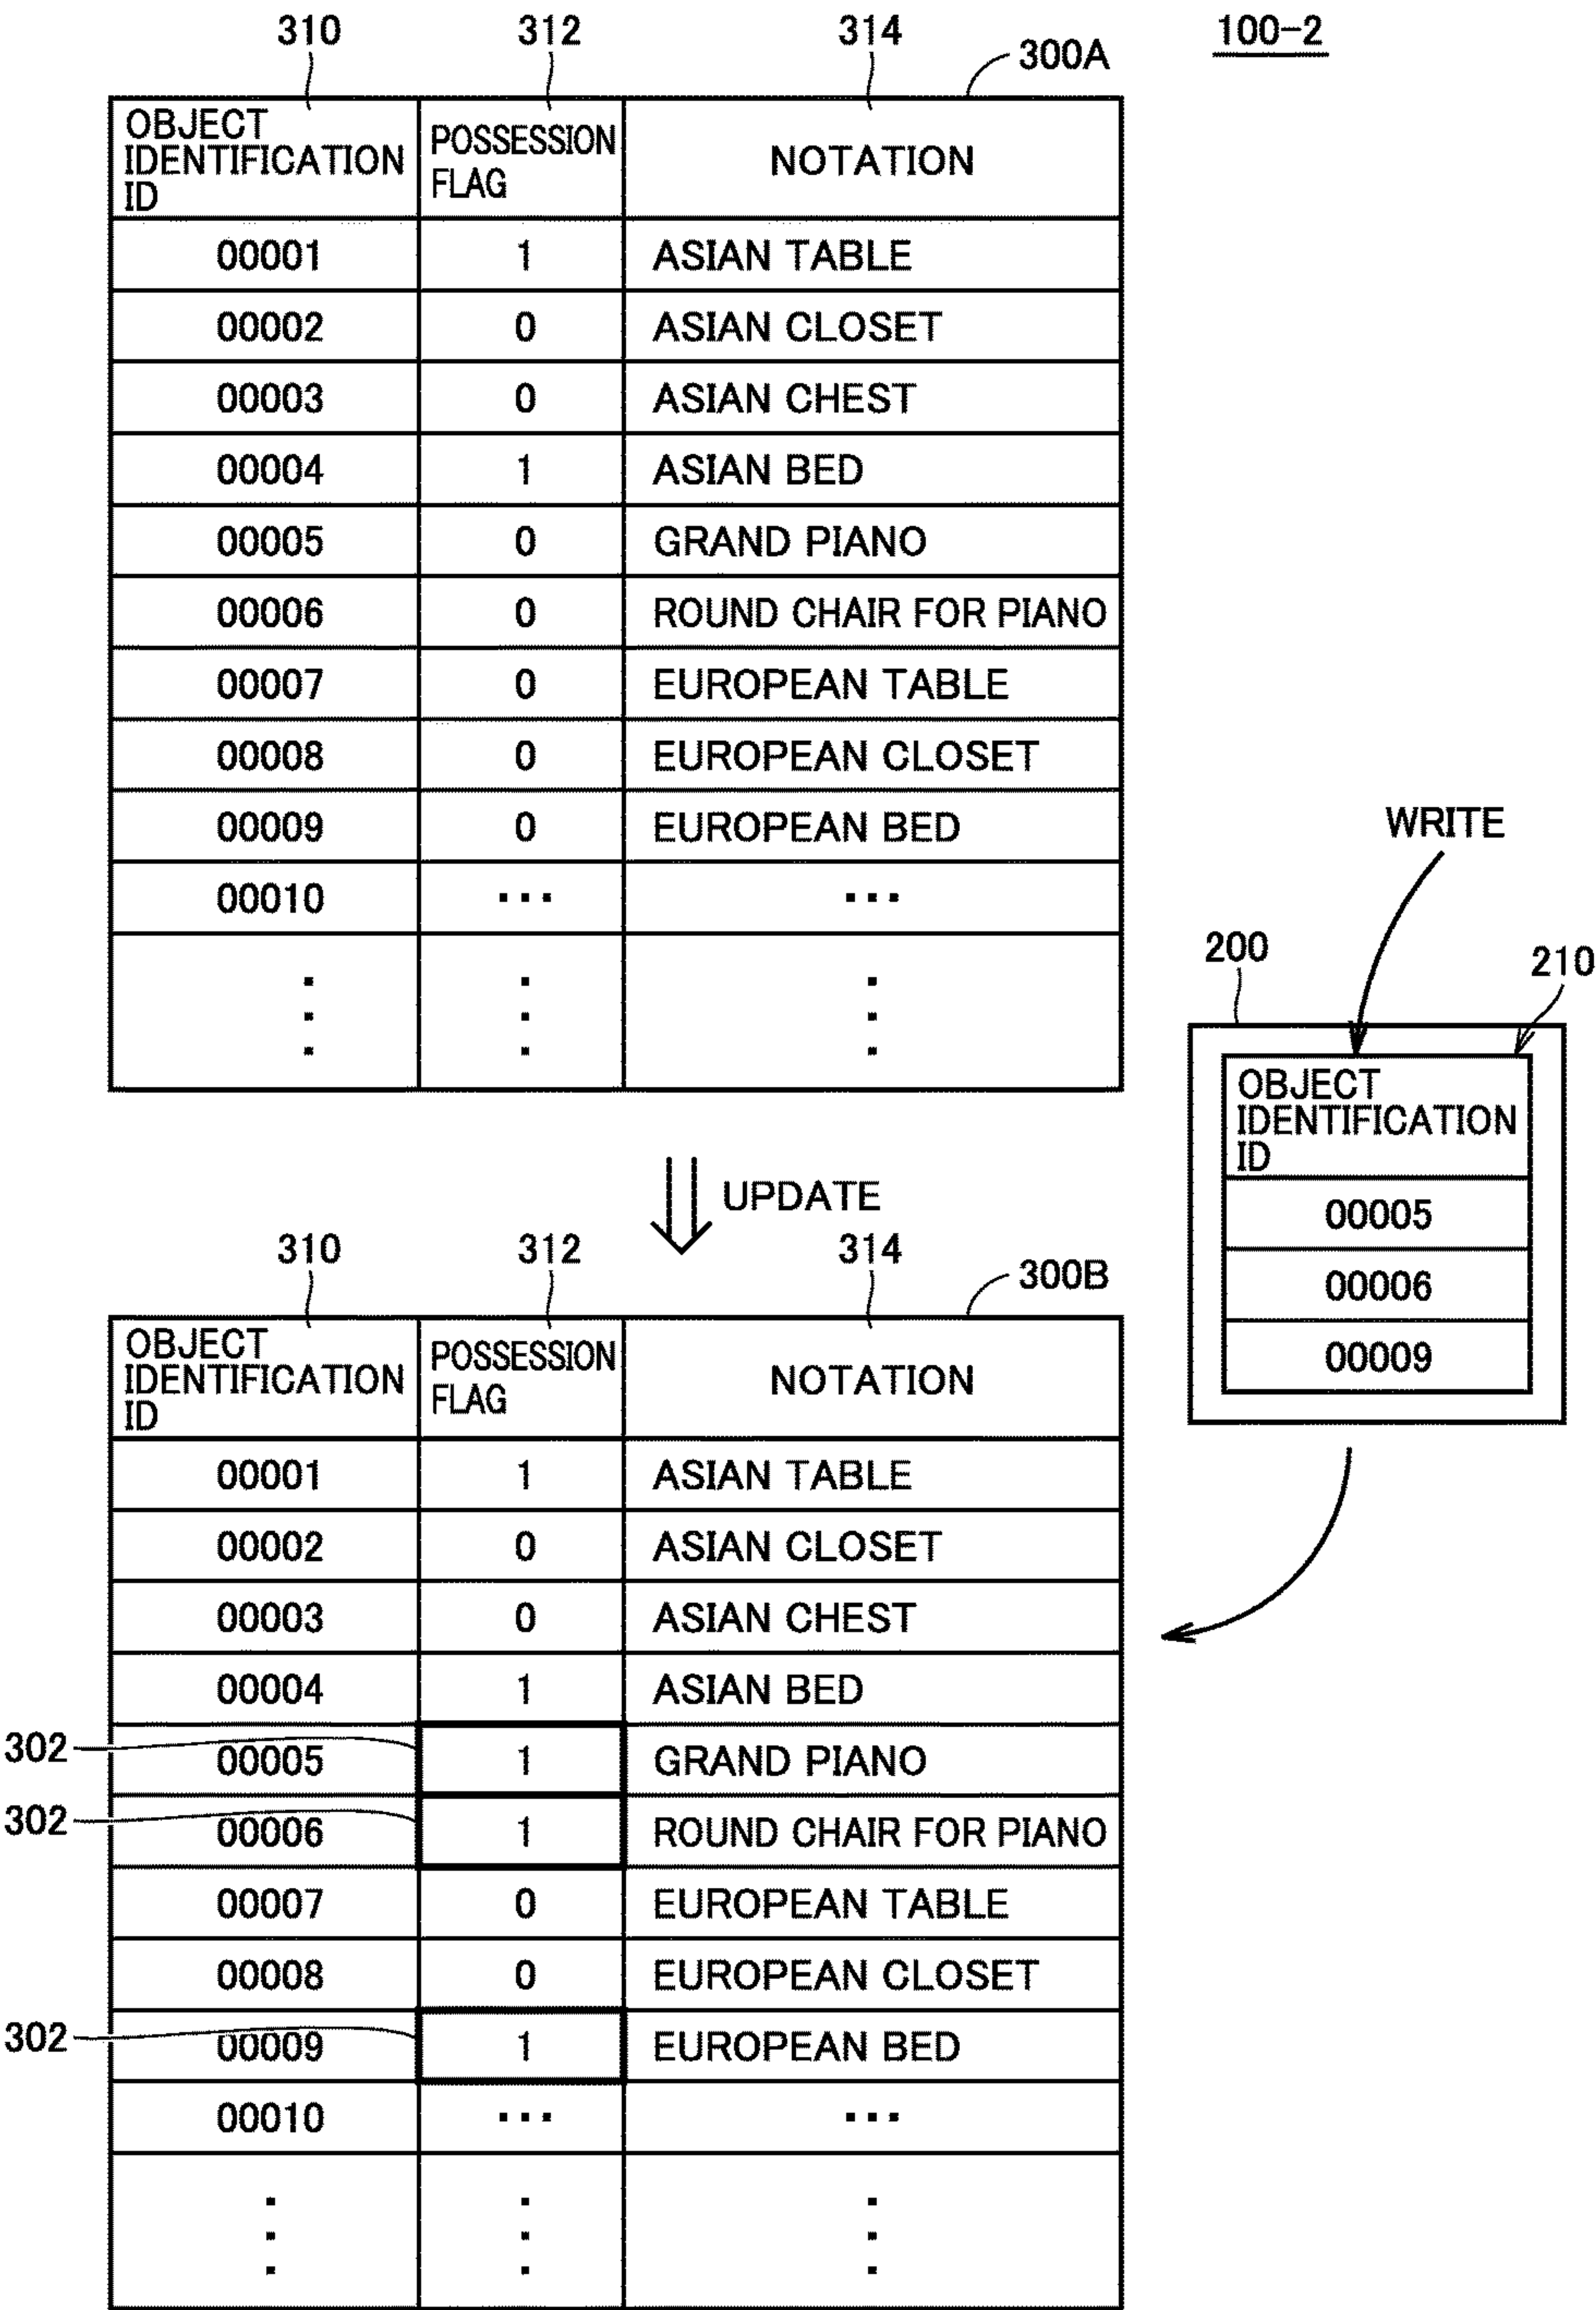 310 312 314 100-2
300A
OBJECT IDENTIFICATION ID POSSESSION FLAG NOTATION
00001 1 ASIAN TABLE
00002 0 ASIAN CLOSET
00003 0 ASIAN CHEST
00004 1 ASIAN BED
00005 0 GRAND PIANO
00006 0 ROUND CHAIR FOR PIANO
00007 0 EUROPEAN TABLE
00008 0 EUROPEAN CLOSET
00009 0 EUROPEAN BED
00010 ... ...
WRITE
200 210
OBJECT
IDENTIFICATION
ID
00005
00006
00009
UPDATE
310 312 314
300B
OBJECT IDENTIFICATION ID POSSESSION FLAG NOTATION
00001 1 ASIAN TABLE
00002 0 ASIAN CLOSET
00003 0 ASIAN CHEST
00004 1 ASIAN BED
302 00005 1 GRAND PIANO
302 00006 1 ROUND CHAIR FOR PIANO
00007 0 EUROPEAN TABLE
00008 0 EUROPEAN CLOSET
302 00009 1 EUROPEAN BED
00010 ... ...